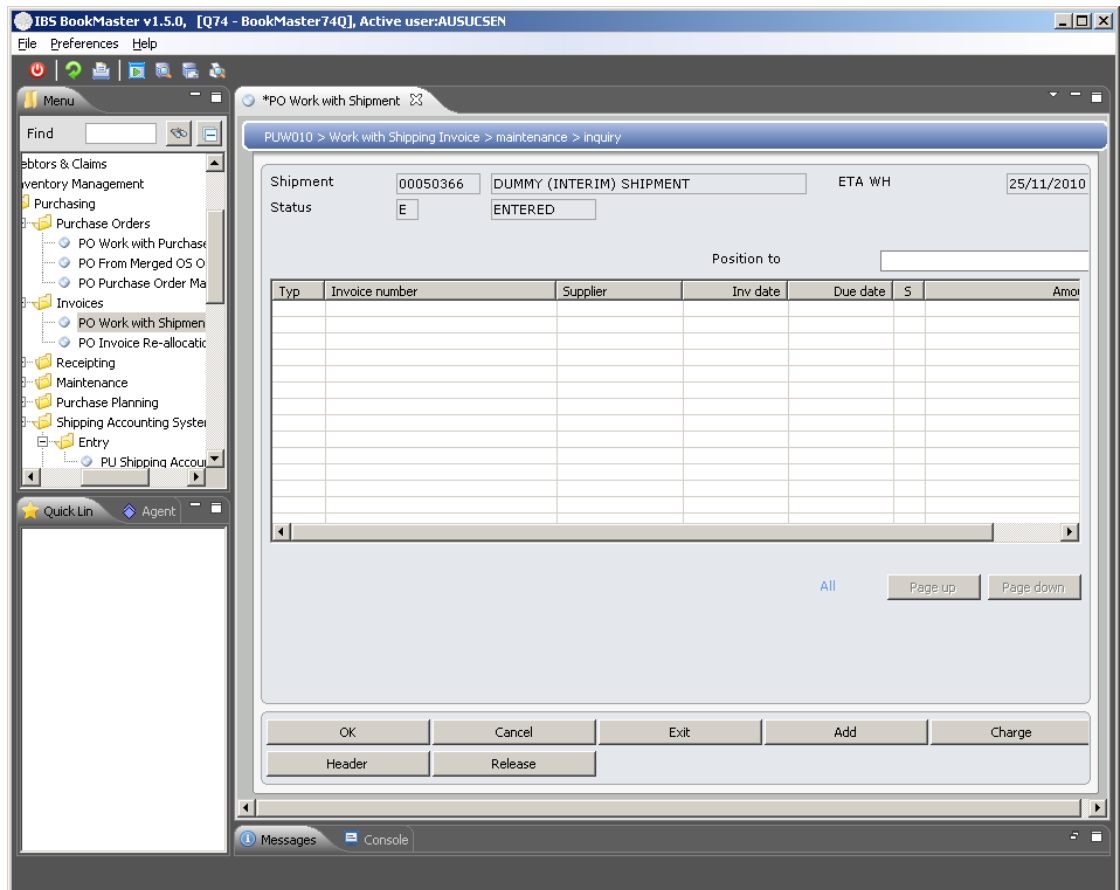 IBS BookMaster v1.5.0, [Q74 - BookMaster74Q], Active user:AUSUCSEN
File Preferences Help
Menu
*PO Work with Shipment
Find
PUW010 > Work with Shipping Invoice > maintenance > inquiry
ebtors & Claims
nventory Management
Purchasing
Purchase Orders
PO Work with Purchase
PO From Merged OS O
PO Purchase Order Ma
Invoices
PO Work with Shipmen
PO Invoice Re-allocatio
Receipting
Maintenance
Purchase Planning
Shipping Accounting Syste
Entry
PU Shipping Accou
Shipment 00050366 DUMMY (INTERIM) SHIPMENT ETA WH 25/11/2010
Status E ENTERED
Position to
Typ Invoice number Supplier Inv date Due date S Amou
All Page up Page down
Quick Lin Agent
OK Cancel Exit Add Charge
Header Release
Messages Console